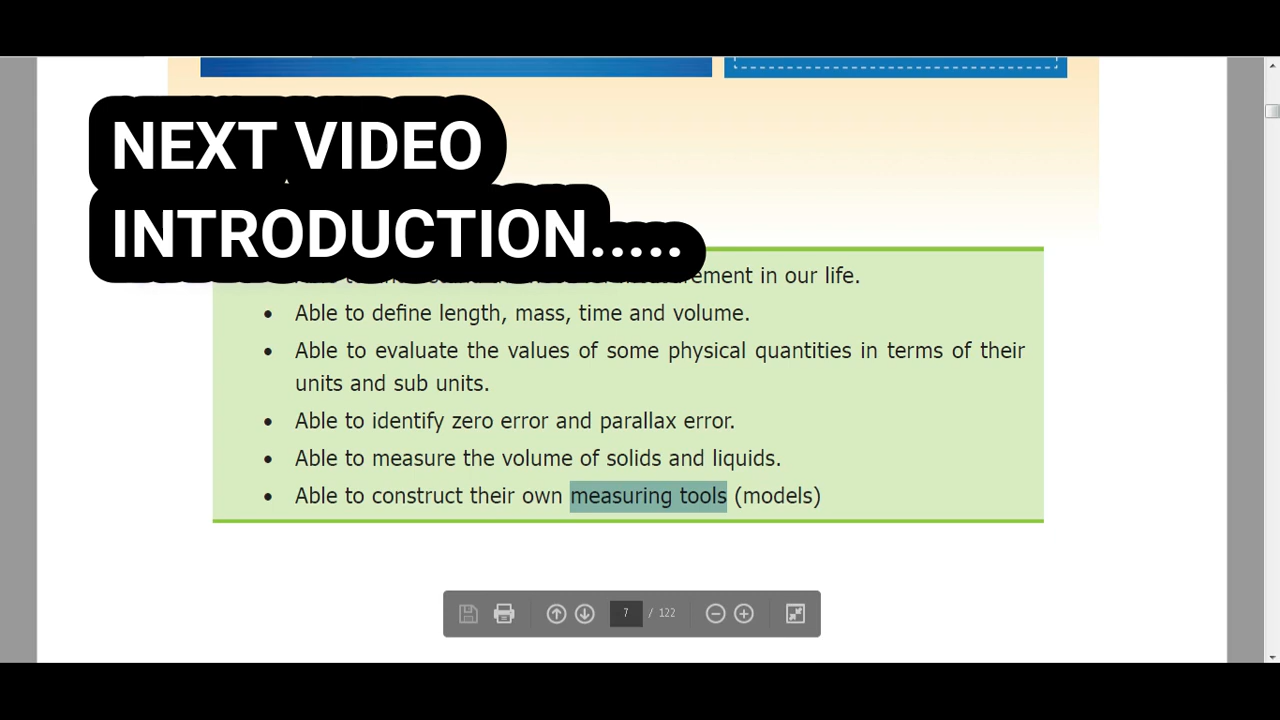 NEXT VIDEO
INTRODUCTION.....
in our life.
• Able to define length, mass, time and volume.
• Able to evaluate the values of some physical quantities in terms of their
units and sub units.
• Able to identify zero error and parallax error.
• Able to measure the volume of solids and liquids.
• Able to construct their own measuring tools (models)
7 / 122